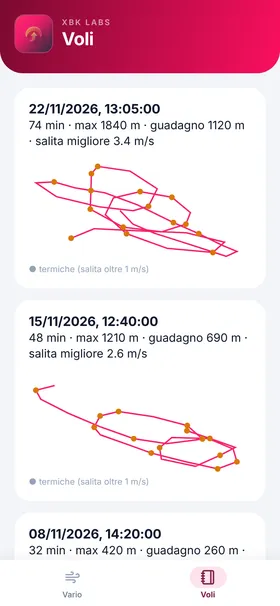 XBK LABS
Voli
22/11/2026, 13:05:00
74 min · max 1840 m · guadagno 1120 m
· salita migliore 3.4 m/s
termiche (salita oltre 1 m/s)
15/11/2026, 12:40:00
48 min · max 1210 m · guadagno 690 m ·
salita migliore 2.6 m/s
termiche (salita oltre 1 m/s)
08/11/2026, 14:20:00
32 min · max 420 m · guadagno 260 m ·
Vario
Voli